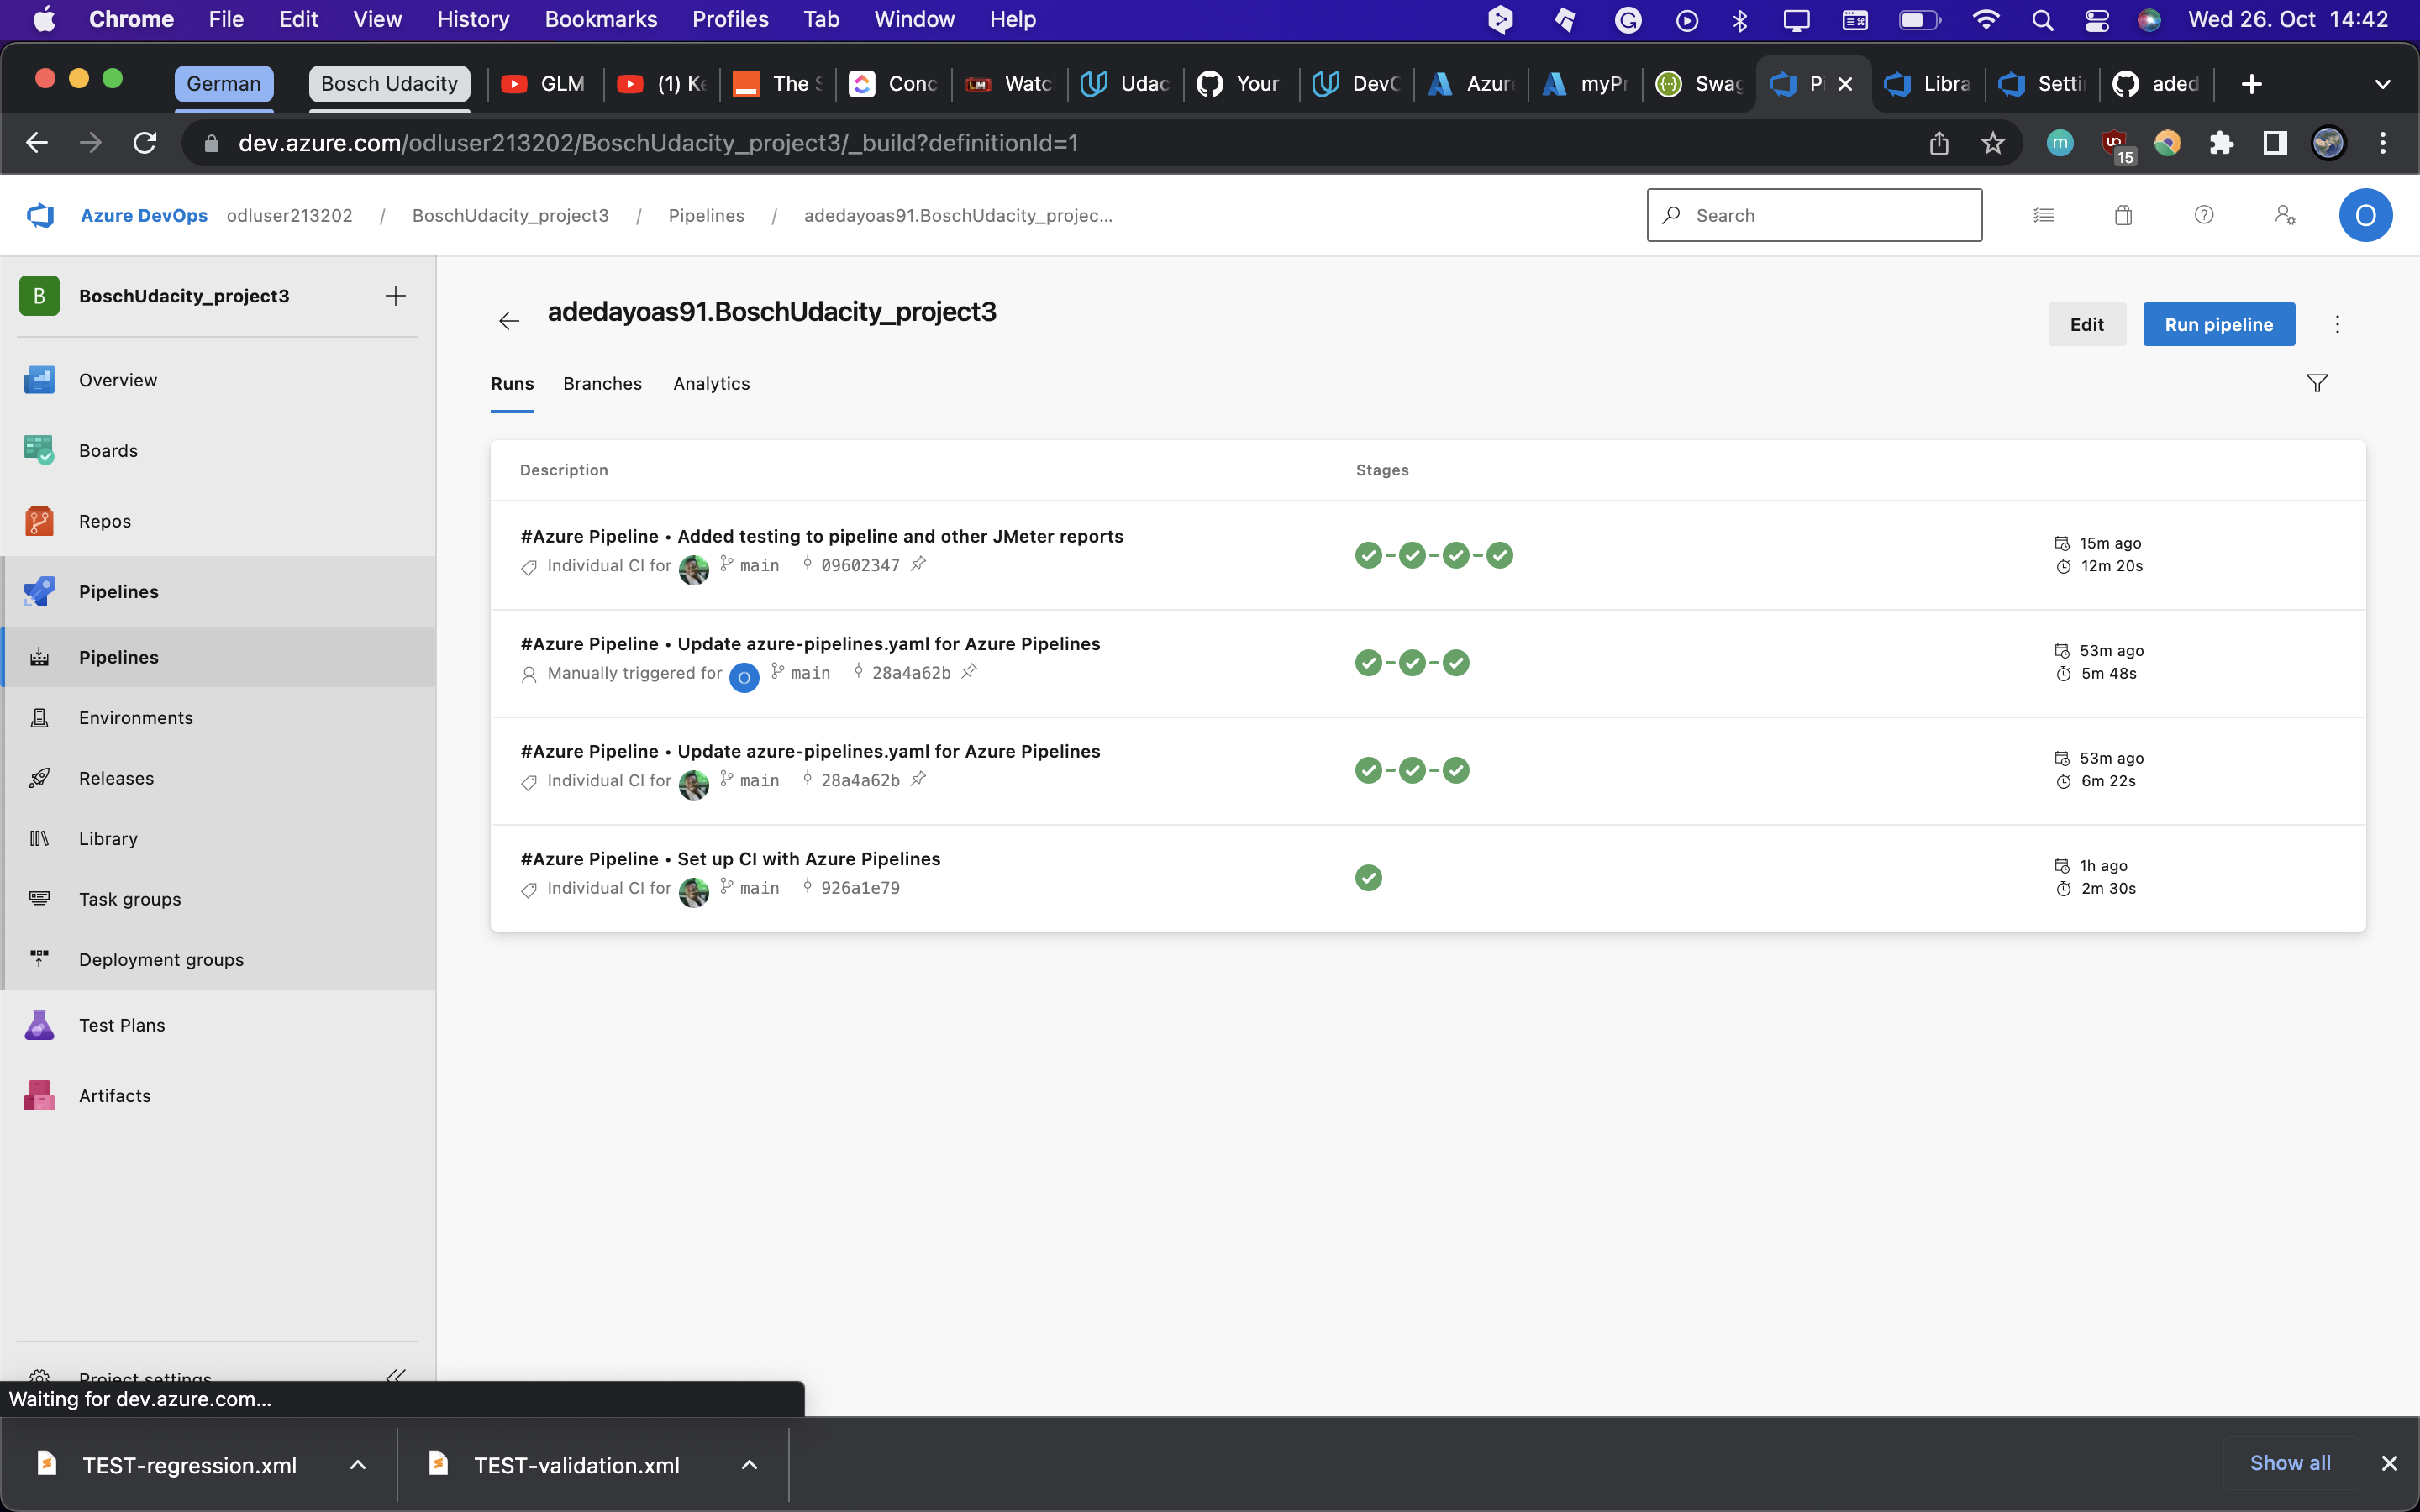 Chrome File Edit View History Bookmarks Profiles Tab Window Help Wed 26. Oct 14:42
German Bosch Udacity GLM (1) Ke The S Conc Watc Udac Your DevC Azure myPr Swag Pi Libra Setti aded
dev.azure.com/odluser213202/BoschUdacity_project3/_build?definitionId=1
15
Azure DevOps odluser213202 / BoschUdacity_project3 / Pipelines / adedayoas91.BoschUdacity_projec...
Search
O
B BoschUdacity_project3
Overview
Boards
Repos
Pipelines
Pipelines
Environments
Releases
Library
Task groups
Deployment groups
Test Plans
Artifacts
Project settings
adedayoas91.BoschUdacity_project3
Edit Run pipeline
Runs Branches Analytics
Description Stages
#Azure Pipeline • Added testing to pipeline and other JMeter reports
Individual CI for main 09602347
15m ago
12m 20s
#Azure Pipeline • Update azure-pipelines.yaml for Azure Pipelines
Manually triggered for O main 28a4a62b
53m ago
5m 48s
#Azure Pipeline • Update azure-pipelines.yaml for Azure Pipelines
Individual CI for main 28a4a62b
53m ago
6m 22s
#Azure Pipeline • Set up CI with Azure Pipelines
Individual CI for main 926a1e79
1h ago
2m 30s
Waiting for dev.azure.com...
TEST-regression.xml TEST-validation.xml Show all